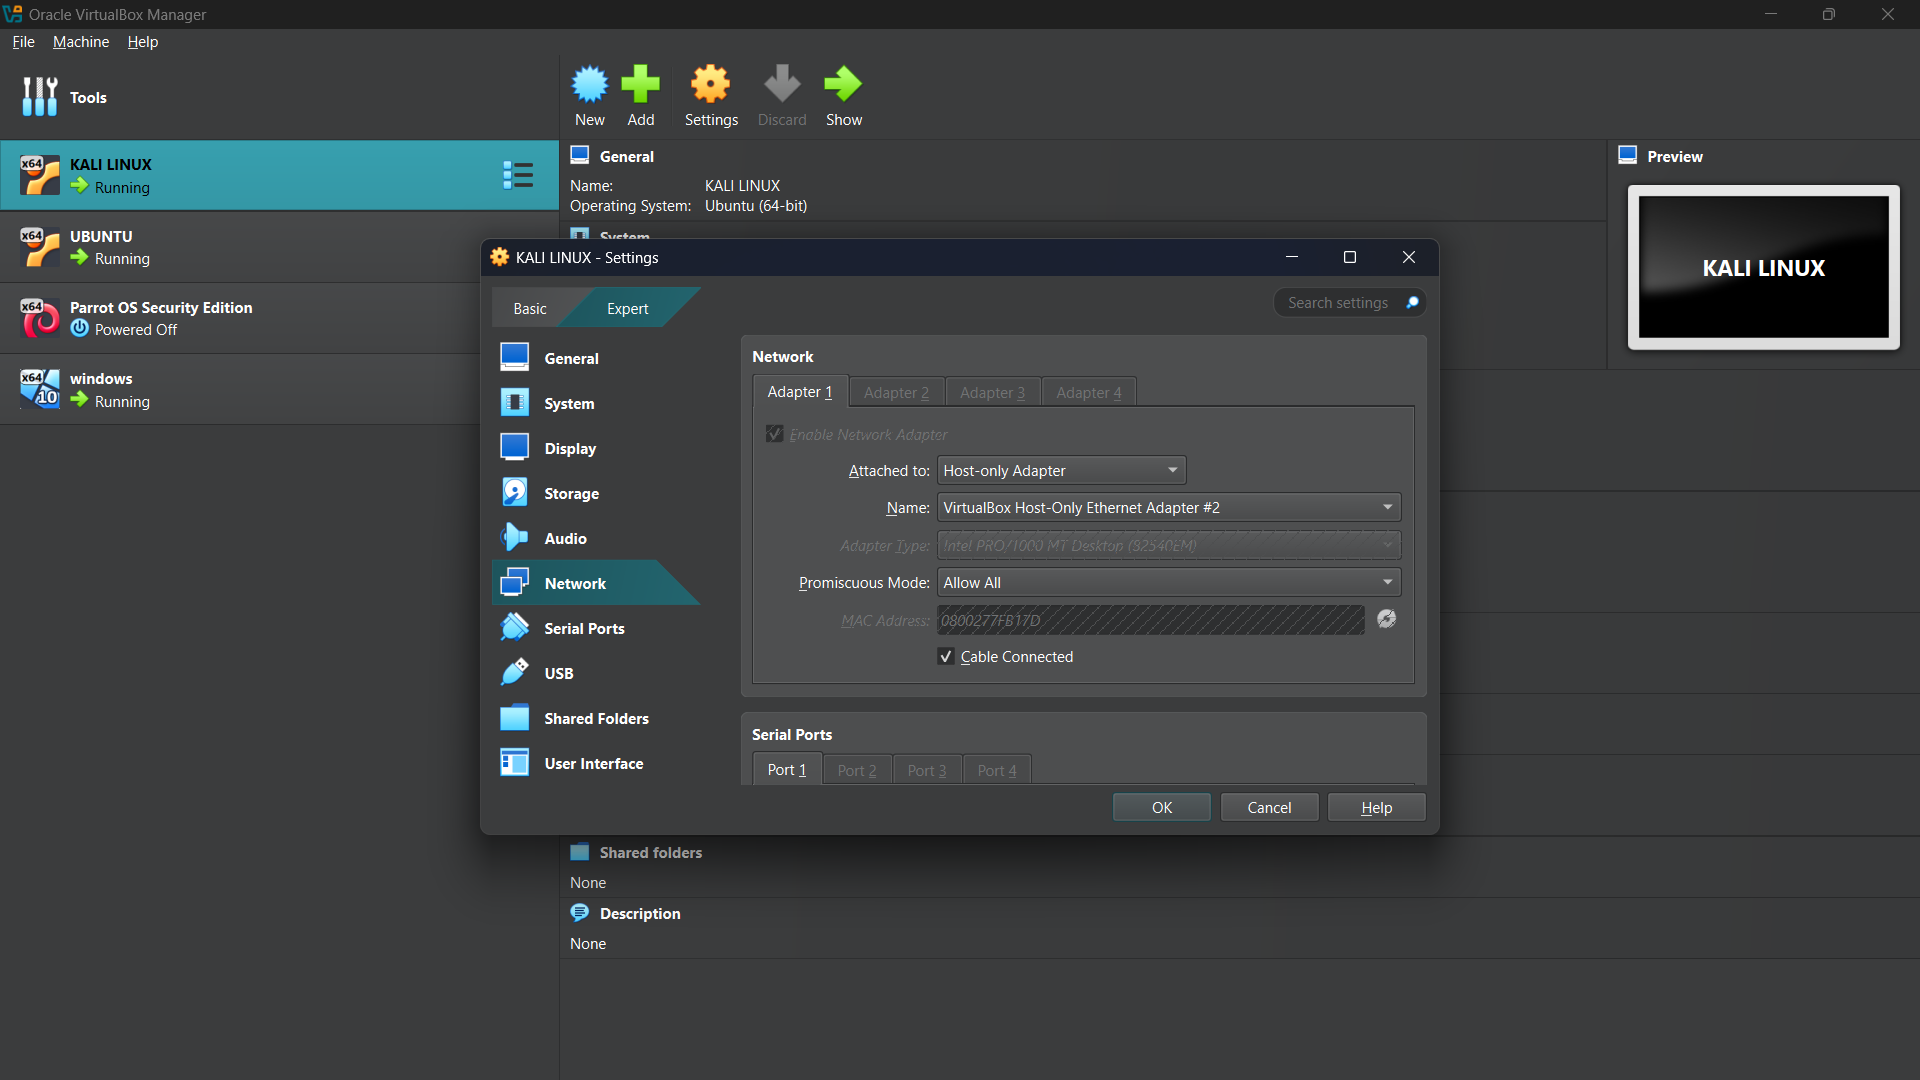 Oracle VirtualBox Manager
File Machine Help
Tools
New Add Settings Discard Show
x64 KALI LINUX
Running
x64 UBUNTU
Running
x64 Parrot OS Security Edition
Powered Off
x64 10 windows
Running
General
Name: KALI LINUX
Operating System: Ubuntu (64-bit)
System
Preview
KALI LINUX
KALI LINUX - Settings
Basic Expert
Search settings
General
System
Display
Storage
Audio
Network
Serial Ports
USB
Shared Folders
User Interface
Network
Adapter 1 Adapter 2 Adapter 3 Adapter 4
Enable Network Adapter
Attached to: Host-only Adapter
Name: VirtualBox Host-Only Ethernet Adapter #2
Adapter Type: Intel PRO/1000 MT Desktop (82540EM)
Promiscuous Mode: Allow All
MAC Address: 0800277FB17D
Cable Connected
Serial Ports
Port 1 Port 2 Port 3 Port 4
OK Cancel Help
Shared folders
None
Description
None